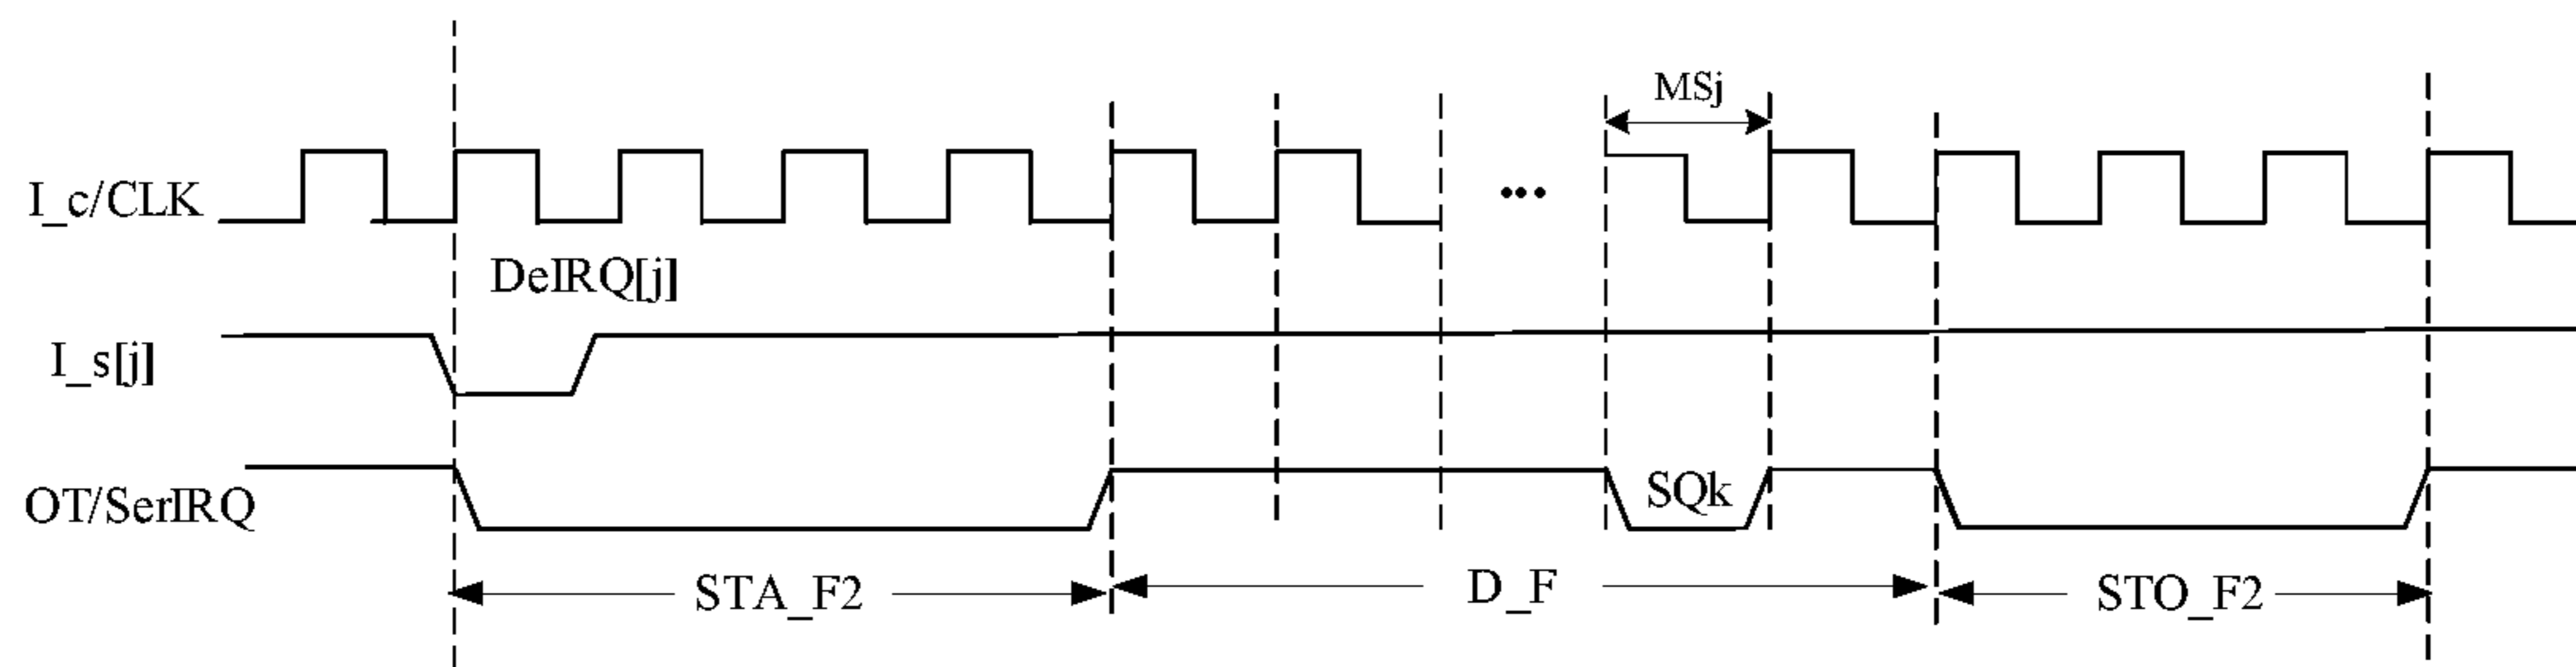 MSj
I_c/CLK
...
DeIRQ[j]
I_s[j]
OT/SerIRQ
SQk
STA_F2
D_F
STO_F2